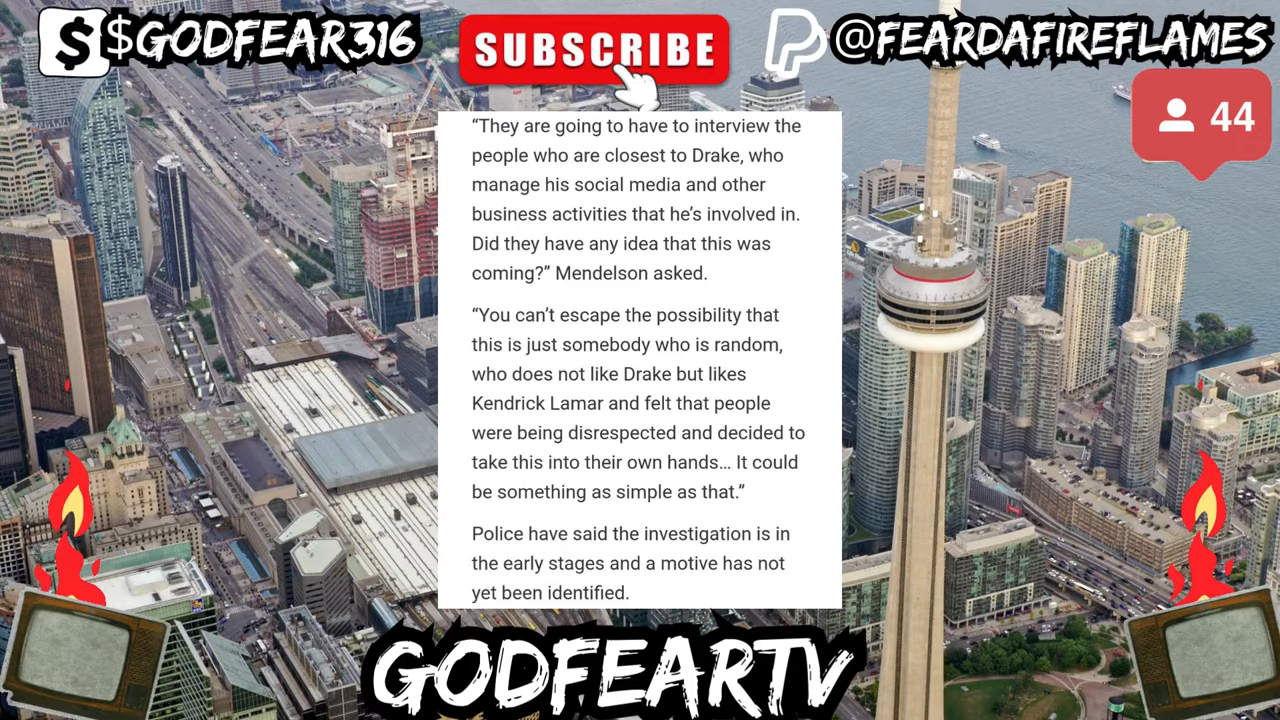 $GODFEAR316
SUBSCRIBE
@FEARDAFIREFLAMES
44
“They are going to have to interview the
people who are closest to Drake, who
manage his social media and other
business activities that he’s involved in.
Did they have any idea that this was
coming?” Mendelson asked.
“You can’t escape the possibility that
this is just somebody who is random,
who does not like Drake but likes
Kendrick Lamar and felt that people
were being disrespected and decided to
take this into their own hands… It could
be something as simple as that.”
Police have said the investigation is in
the early stages and a motive has not
yet been identified.
GODFEARTV